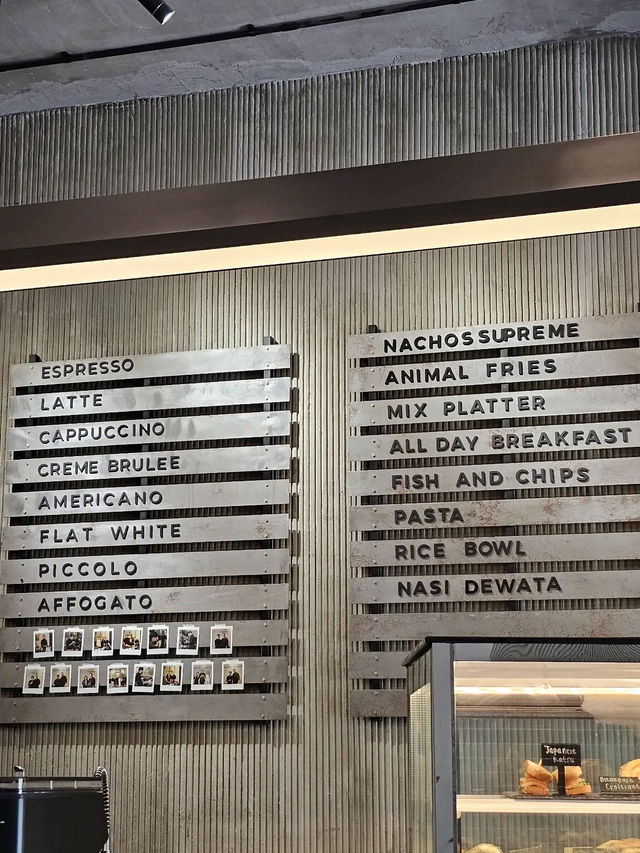 ESPRESSO
LATTE
CAPPUCCINO
CREME BRULEE
AMERICANO
FLAT WHITE
PICCOLO
AFFOGATO
NACHOS SUPREME
ANIMAL FRIES
MIX PLATTER
ALL DAY BREAKFAST
FISH AND CHIPS
PASTA
RICE BOWL
NASI DEWATA
Japanese
Katsu
Breakfast
Croissant